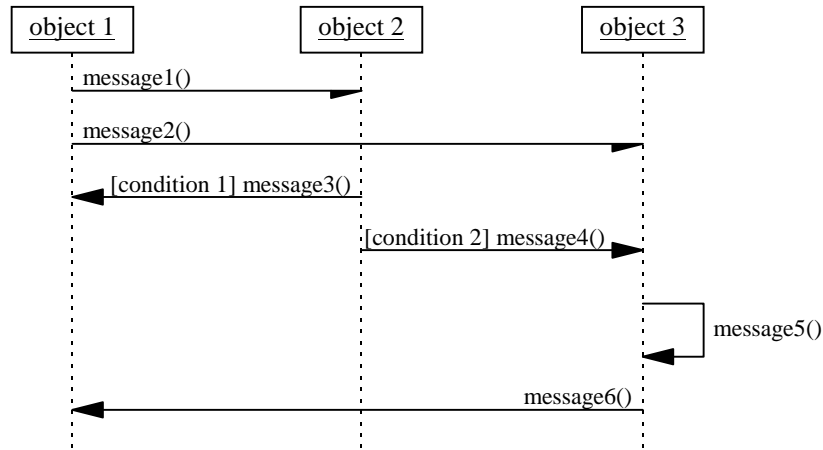 object 1
object 2
object 3
message1()
message2()
[condition 1] message3()
[condition 2] message4()
message5()
message6()